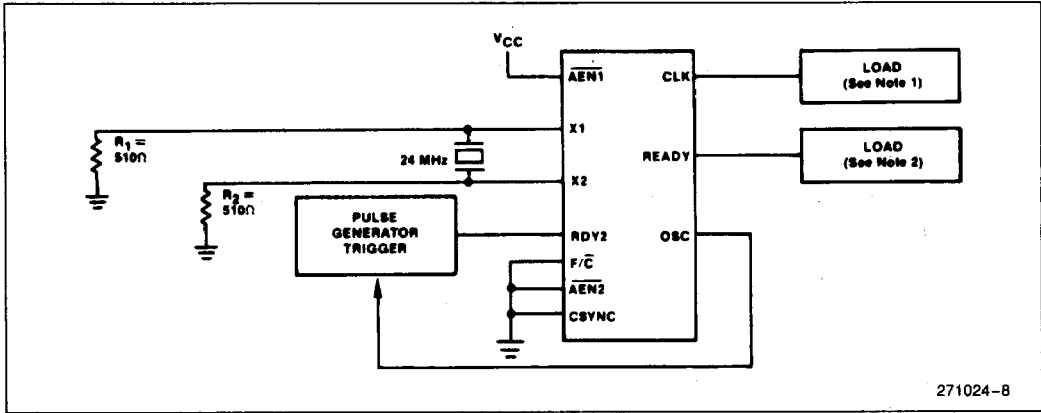 VCC
AEN1
CLK
LOAD
(See Note 1)
R1 =
510Ω
X1
24 MHz
READY
LOAD
(See Note 2)
X2
R2 =
510Ω
PULSE
GENERATOR
TRIGGER
RDY2
OSC
F/C
AEN2
CSYNC
271024-8